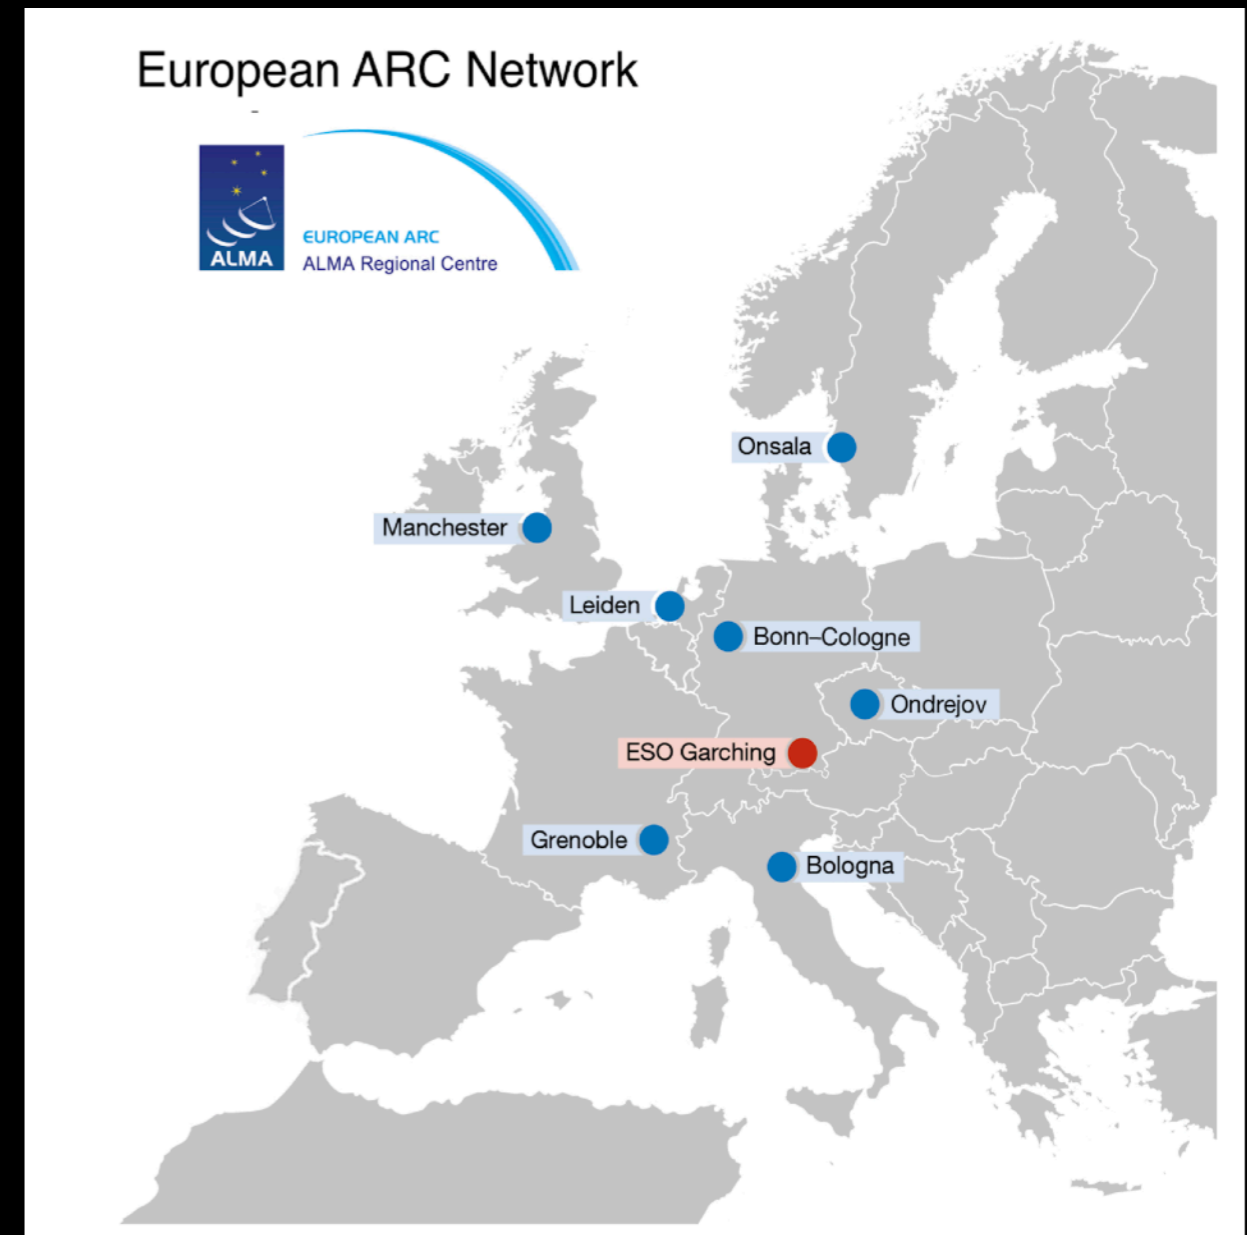 European ARC Network
-
ALMA
EUROPEAN ARC
ALMA Regional Centre
Onsala
Manchester
Leiden
Bonn–Cologne
Ondrejov
ESO Garching
Grenoble
Bologna